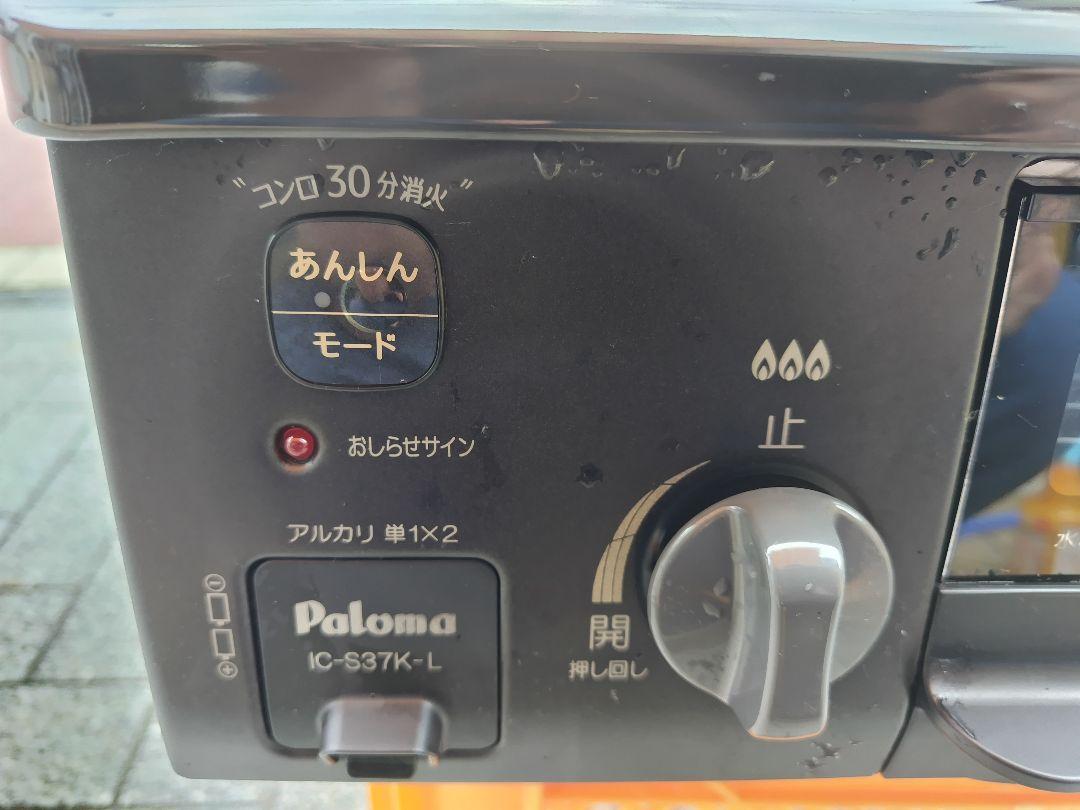 "コンロ30分消火"
あんしん
モード
おしらせサイン
止
アルカリ 単1×2
開
押し回し
Paloma
IC-S37K-L
水